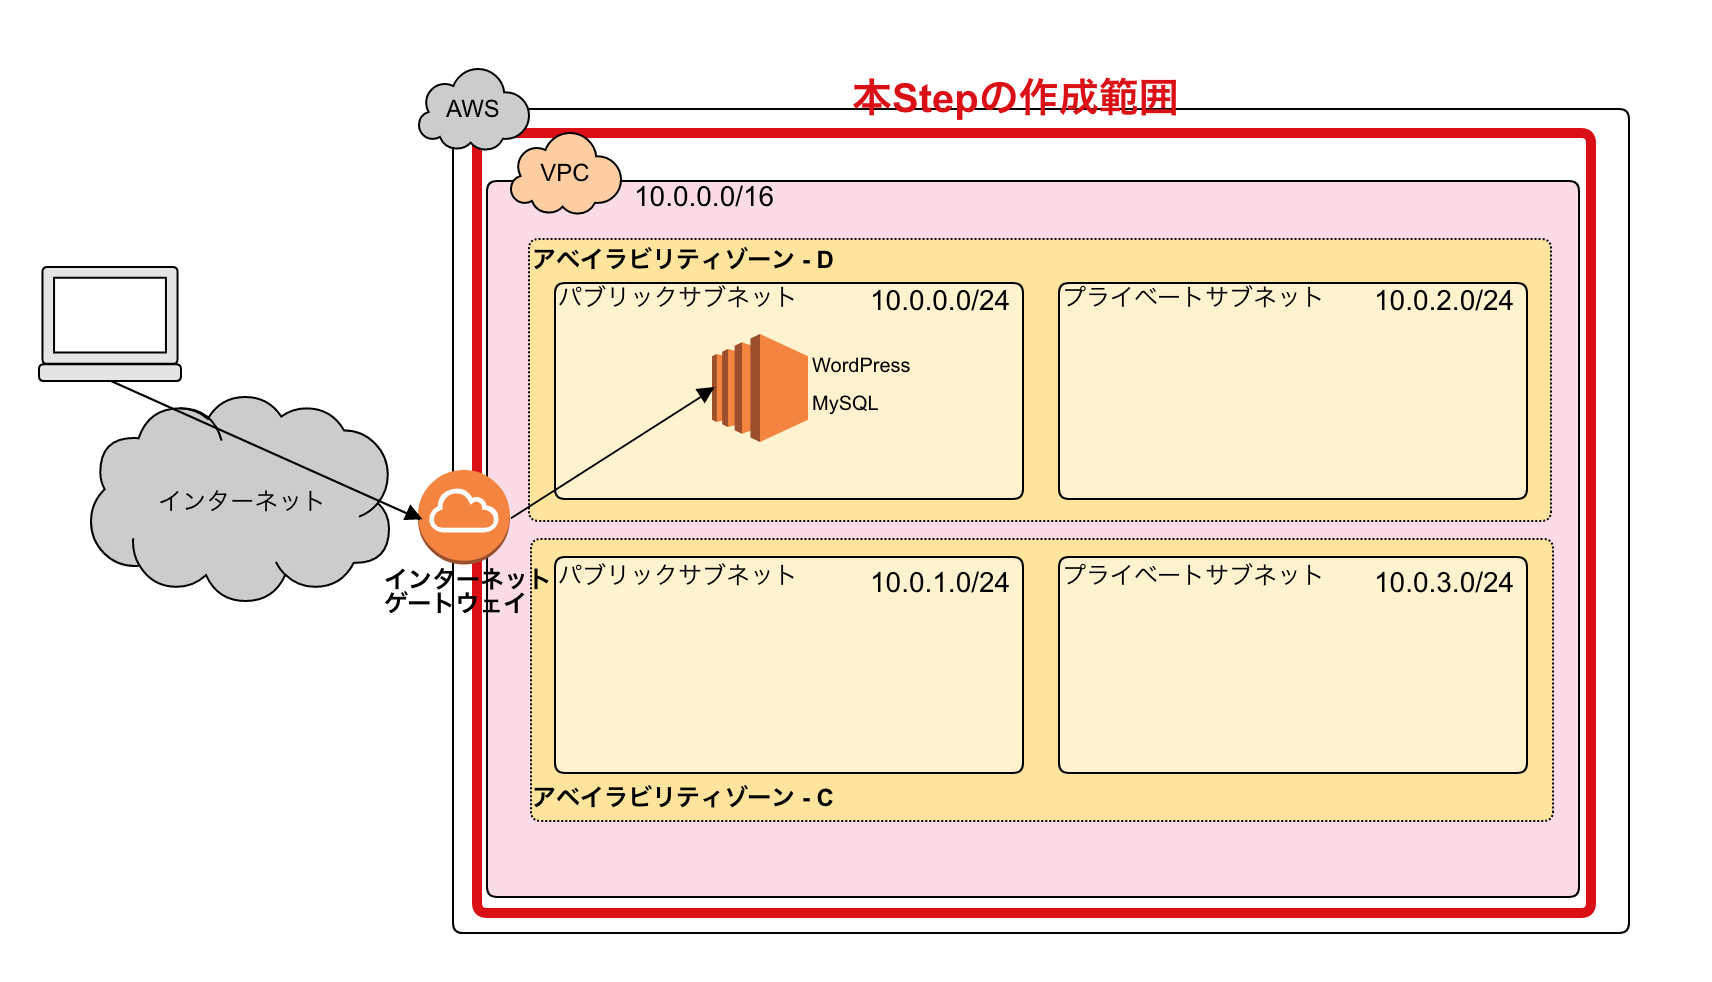 本Stepの作成範囲
AWS
VPC
10.0.0.0/16
アベイラビリティゾーン - D
パブリックサブネット
10.0.0.0/24
プライベートサブネット
10.0.2.0/24
WordPress
MySQL
インターネット
インターネット
ゲートウェイ
パブリックサブネット
10.0.1.0/24
プライベートサブネット
10.0.3.0/24
アベイラビリティゾーン - C